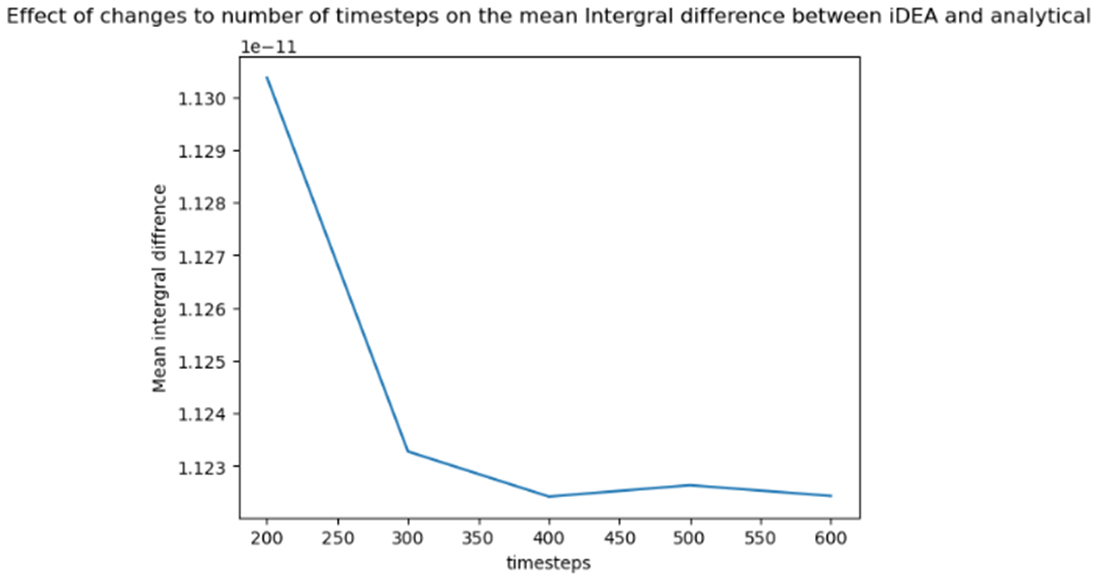 Effect of changes to number of timesteps on the mean Intergral difference between iDEA and analytical
1e−11
1.130
1.129
1.128
1.127
1.126
1.125
1.124
1.123
Mean intergral diffrence
200 250 300 350 400 450 500 550 600
timesteps